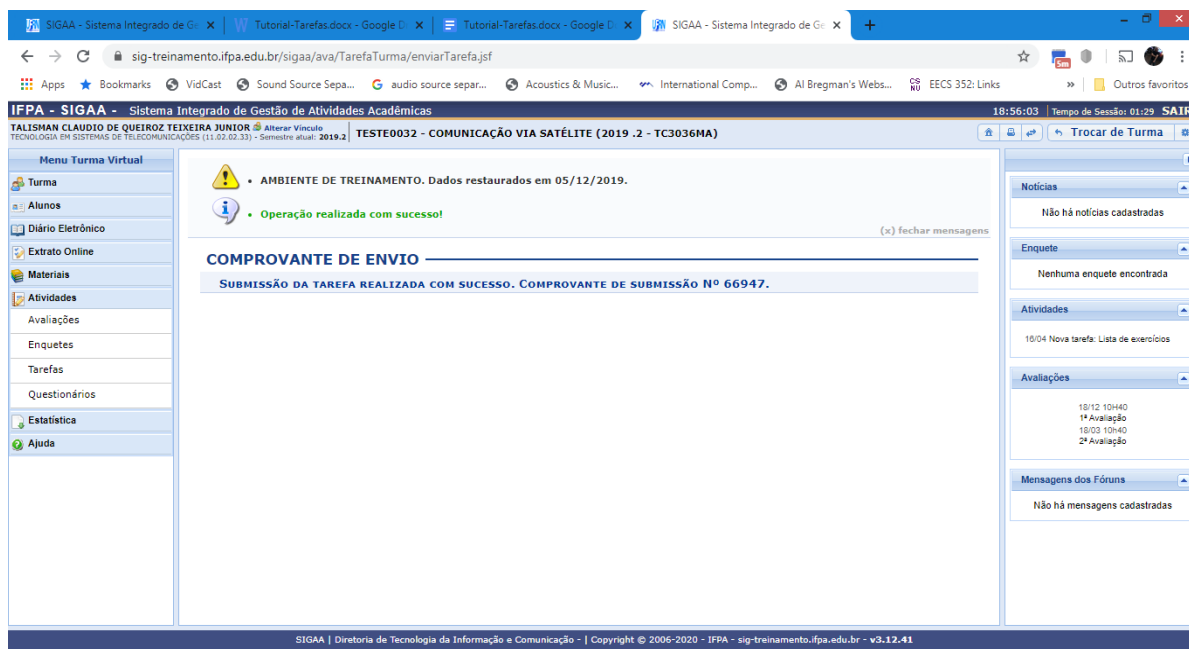 SIGAA - Sistema Integrado de Ge
Tutorial-Tarefas.docx - Google D
Tutorial-Tarefas.docx - Google D
SIGAA - Sistema Integrado de Ge
sig-treinamento.ifpa.edu.br/sigaa/ava/TarefaTurma/enviarTarefa.jsf
5m
Apps Bookmarks VidCast Sound Source Sepa... audio source separ... Acoustics & Music... International Comp... Al Bregman's Webs... CS NU EECS 352: Links » Outros favoritos
IFPA - SIGAA - Sistema Integrado de Gestão de Atividades Acadêmicas 18:56:03 Tempo de Sessão: 01:29 SAIR
TALISMAN CLAUDIO DE QUEIROZ TEIXEIRA JUNIOR Alterar Vínculo
TECNOLOGIA EM SISTEMAS DE TELECOMUNICAÇÕES (11.02.02.33) - Semestre atual: 2019.2
TESTE0032 - COMUNICAÇÃO VIA SATÉLITE (2019 .2 - TC3036MA)
Trocar de Turma
Menu Turma Virtual
Turma
Alunos
Diário Eletrônico
Extrato Online
Materiais
Atividades
Avaliações
Enquetes
Tarefas
Questionários
Estatística
Ajuda
• AMBIENTE DE TREINAMENTO. Dados restaurados em 05/12/2019.
• Operação realizada com sucesso!
(x) fechar mensagens
COMPROVANTE DE ENVIO
SUBMISSÃO DA TAREFA REALIZADA COM SUCESSO. COMPROVANTE DE SUBMISSÃO Nº 66947.
Notícias
Não há notícias cadastradas
Enquete
Nenhuma enquete encontrada
Atividades
16/04 Nova tarefa: Lista de exercícios
Avaliações
18/12 10H40
1ª Avaliação
18/03 10h40
2ª Avaliação
Mensagens dos Fóruns
Não há mensagens cadastradas
SIGAA | Diretoria de Tecnologia da Informação e Comunicação - | Copyright © 2006-2020 - IFPA - sig-treinamento.ifpa.edu.br - v3.12.41